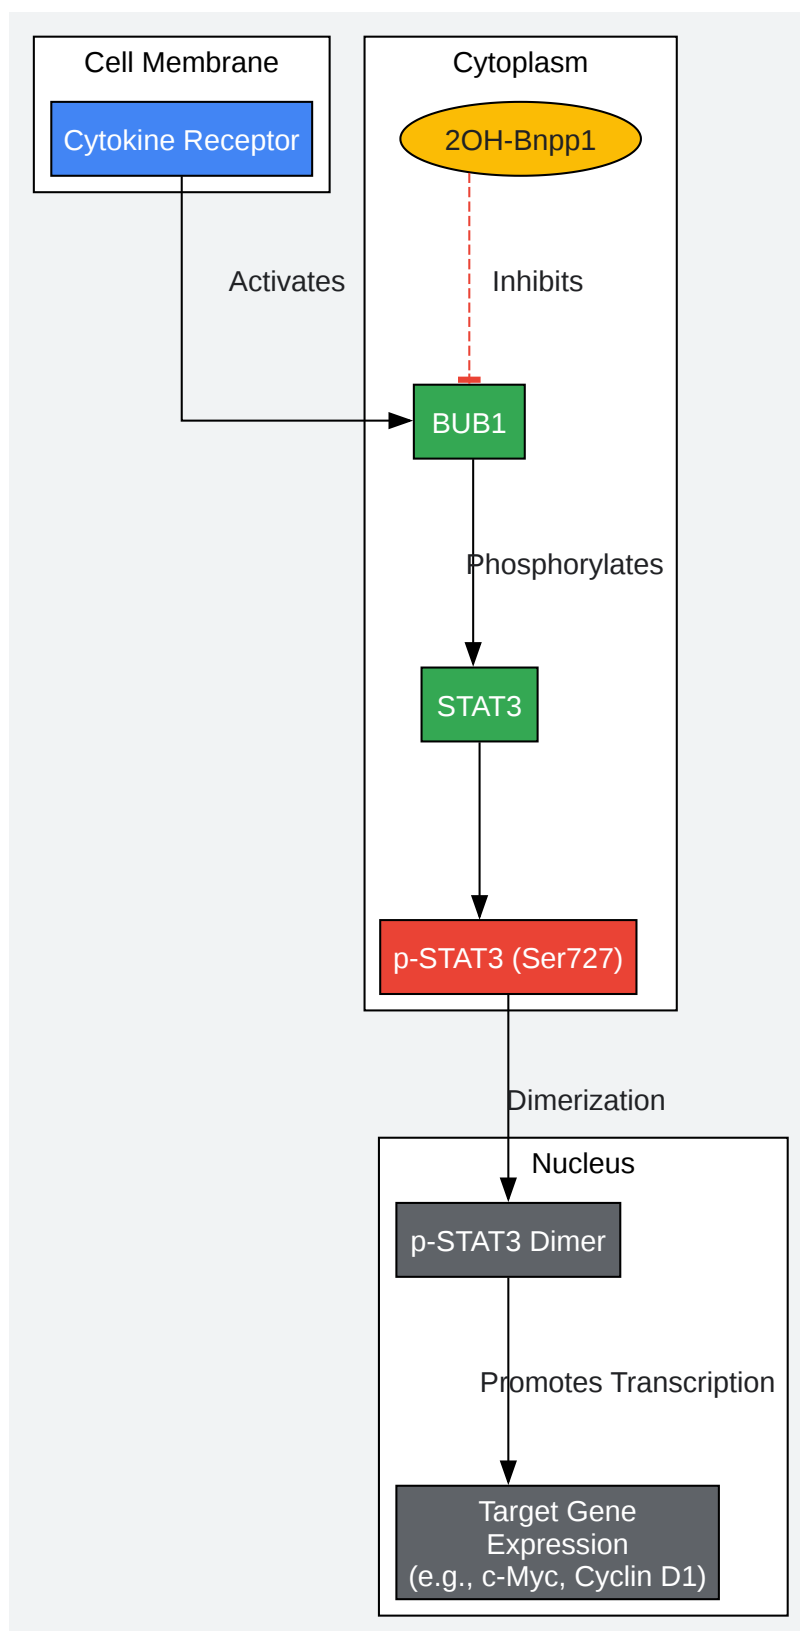 Cell Membrane
Cytoplasm
Cytokine Receptor
2OH-Bnpp1
Activates
Inhibits
BUB1
Phosphorylates
STAT3
p-STAT3 (Ser727)
Dimerization
Nucleus
p-STAT3 Dimer
Promotes Transcription
Target Gene
Expression
(e.g., c-Myc, Cyclin D1)